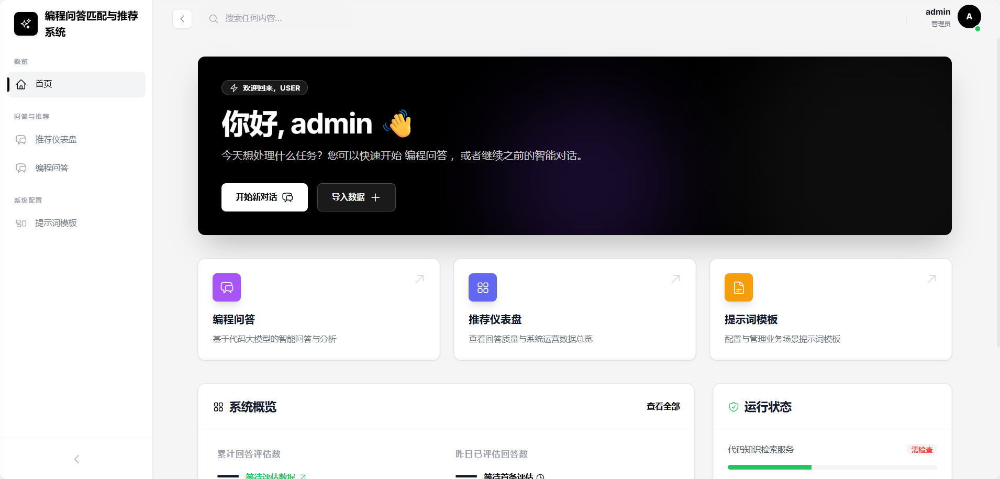 编程问答匹配与推荐
系统
概览
首页
问答与推荐
推荐仪表盘
编程问答
系统配置
提示词模板
搜索任何内容...
admin
管理员
A
欢迎回来，USER
你好, admin 👋
今天想处理什么任务？您可以快速开始 编程问答 ，或者继续之前的智能对话。
开始新对话
导入数据
编程问答
基于代码大模型的智能问答与分析
推荐仪表盘
查看回答质量与系统运营数据总览
提示词模板
配置与管理业务场景提示词模板
系统概览
查看全部
累计回答评估数
等待评估数据
昨日已评估回答数
等待首条评估
运行状态
代码知识检索服务
需检查